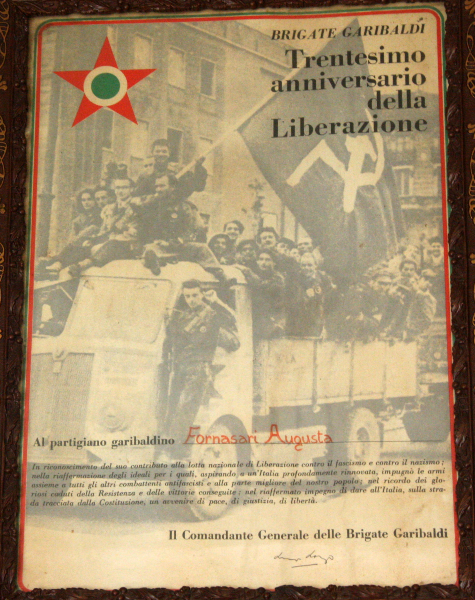 BRIGATE GARIBALDI
Trentesimo
anniversario
della
Liberazione
Al partigiano garibaldino Fornasari Augusta
In riconoscimento del suo contributo alla lotta nazionale di Liberazione contro il fascismo e contro il nazismo;
nella riaffermazione degli ideali per i quali, aspirando a un'Italia profondamente rinnovata, impugnò le armi
assieme a tutti gli altri combattenti antifascisti e alla parte migliore del nostro popolo; nel ricordo dei glo-
riosi caduti della Resistenza e delle vittorie conseguite; nel riaffermato impegno di dare all'Italia, sulla stra-
da tracciata dalla Costituzione, un avvenire di pace, di giustizia, di libertà.
Il Comandante Generale delle Brigate Garibaldi